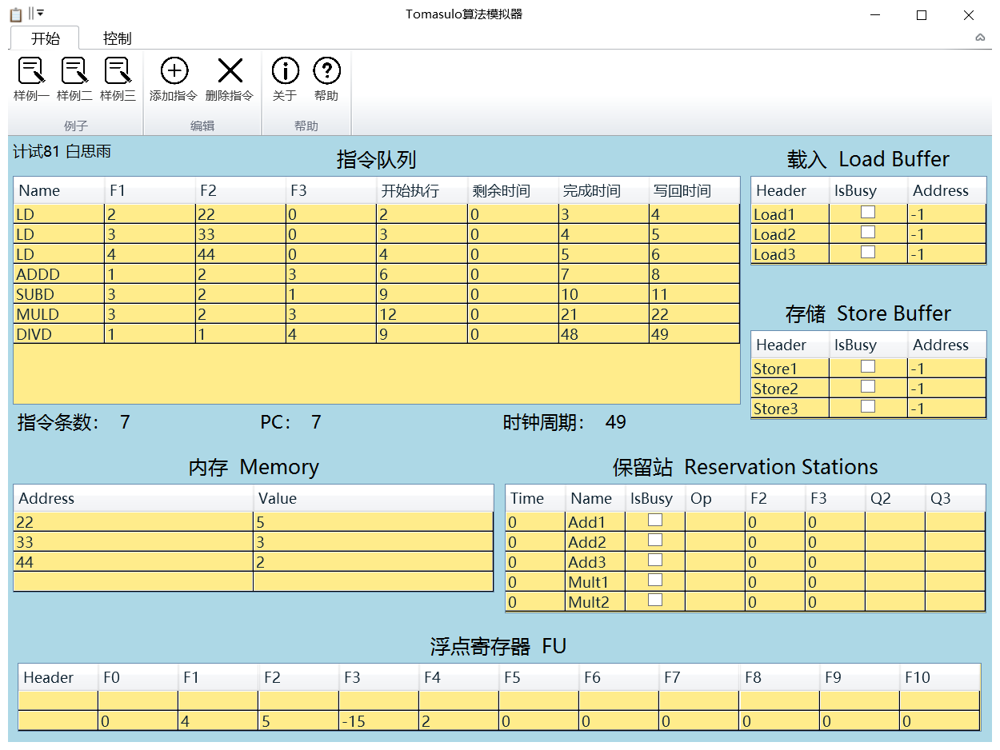 Tomasulo算法模拟器
开始 控制
样例一 样例二 样例三 添加指令 删除指令 关于 帮助
例子 编辑 帮助
计试81 白思雨
指令队列
Name F1 F2 F3 开始执行 剩余时间 完成时间 写回时间
LD 2 22 0 2 0 3 4
LD 3 33 0 3 0 4 5
LD 4 44 0 4 0 5 6
ADDD 1 2 3 6 0 7 8
SUBD 3 2 1 9 0 10 11
MULD 3 2 3 12 0 21 22
DIVD 1 1 4 9 0 48 49
指令条数： 7 PC： 7 时钟周期： 49
载入 Load Buffer
Header IsBusy Address
Load1 -1
Load2 -1
Load3 -1
存储 Store Buffer
Header IsBusy Address
Store1 -1
Store2 -1
Store3 -1
内存 Memory
Address Value
22 5
33 3
44 2
保留站 Reservation Stations
Time Name IsBusy Op F2 F3 Q2 Q3
0 Add1 0 0
0 Add2 0 0
0 Add3 0 0
0 Mult1 0 0
0 Mult2 0 0
浮点寄存器 FU
Header F0 F1 F2 F3 F4 F5 F6 F7 F8 F9 F10
0 4 5 -15 2 0 0 0 0 0 0